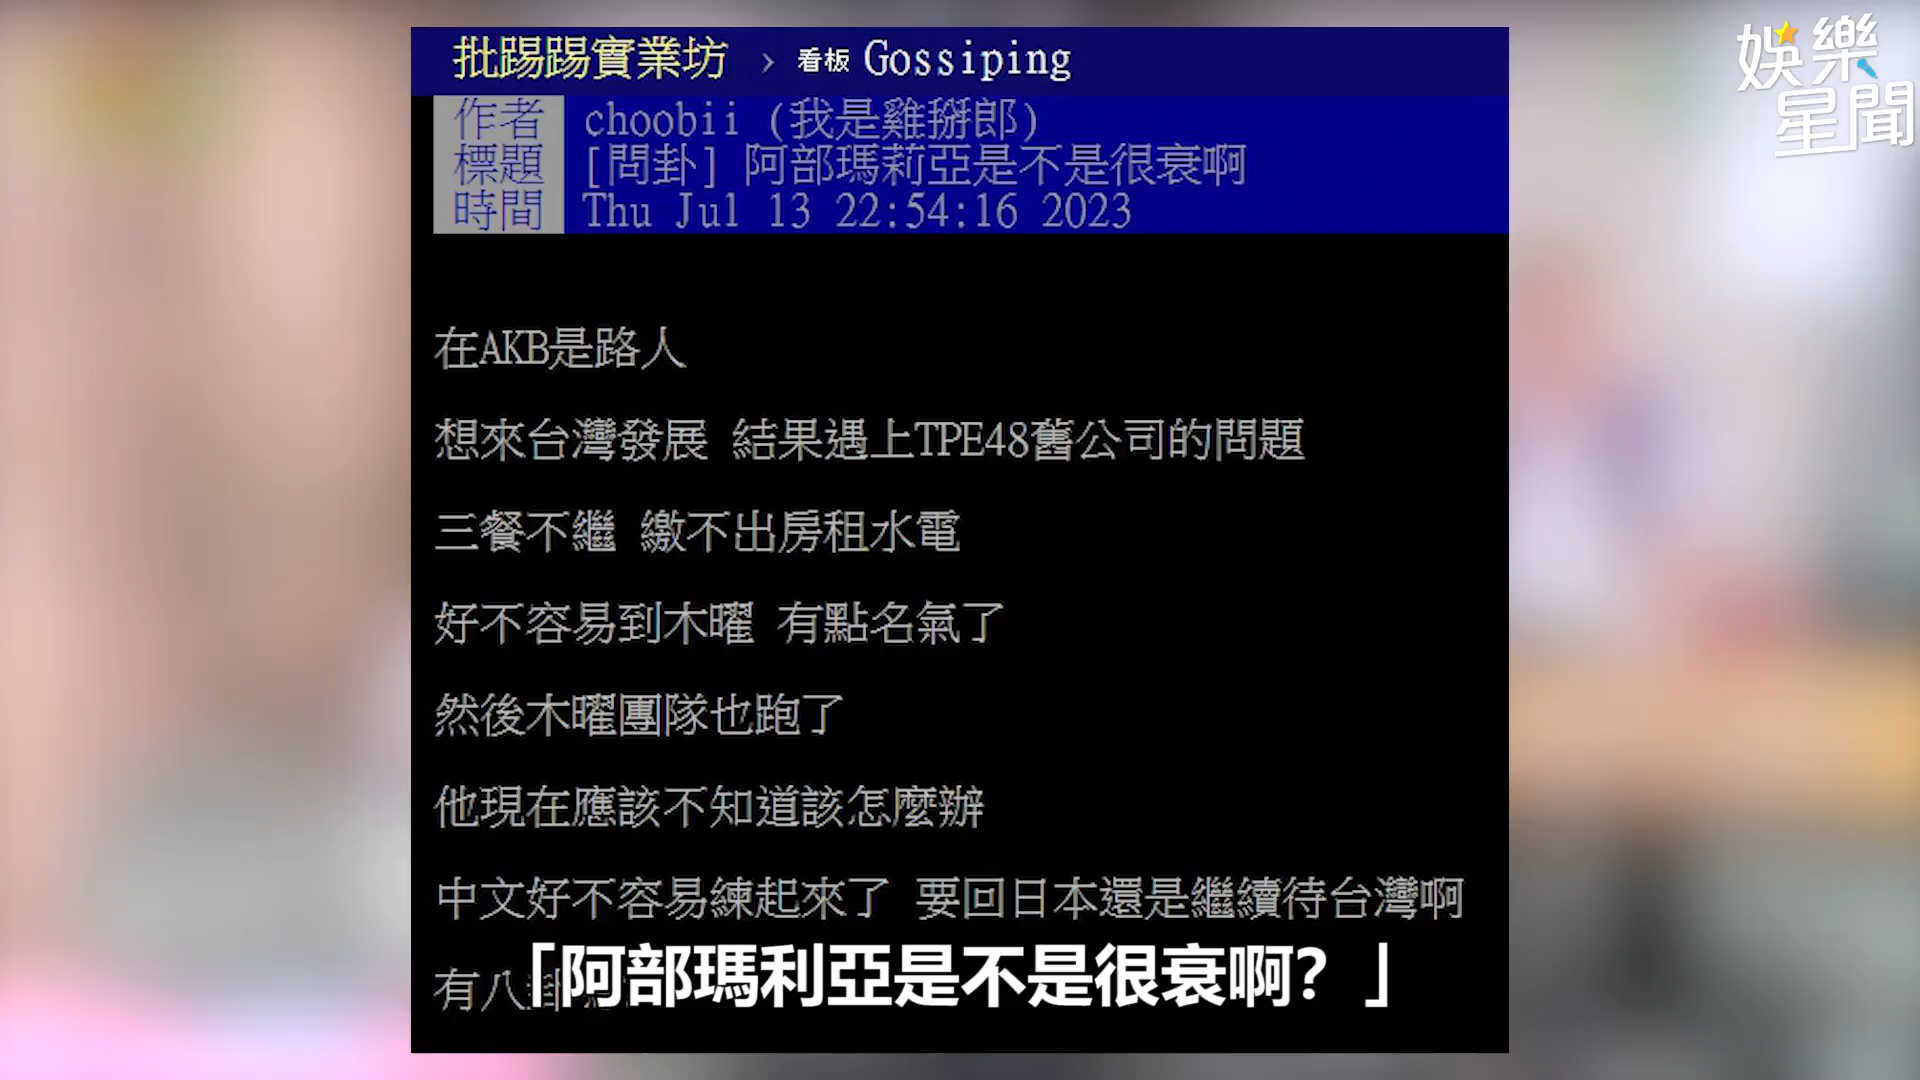 批踢踢實業坊 › 看板 Gossiping
作者 choobii (我是雞掰郎)
標題 [問卦] 阿部瑪莉亞是不是很衰啊
時間 Thu Jul 13 22:54:16 2023
在AKB是路人
想來台灣發展 結果遇上TPE48舊公司的問題
三餐不繼 繳不出房租水電
好不容易到木曜 有點名氣了
然後木曜團隊也跑了
他現在應該不知道該怎麼辦
中文好不容易練起來了 要回日本還是繼續待台灣啊
有八卦
「阿部瑪利亞是不是很衰啊？」
娛樂
星聞